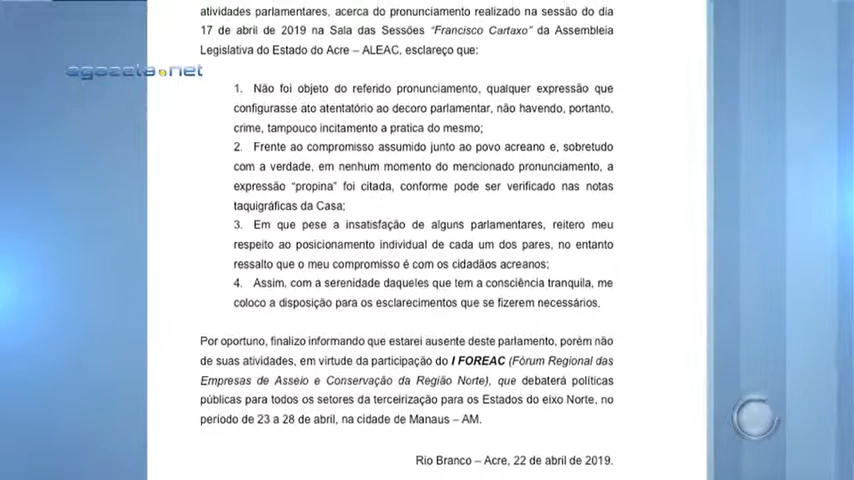 atividades parlamentares, acerca do pronunciamento realizado na sessão do dia
17 de abril de 2019 na Sala das Sessões “Francisco Cartaxo” da Assembleia
Legislativa do Estado do Acre – ALEAC, esclareço que:
agazeta.net
1. Não foi objeto do referido pronunciamento, qualquer expressão que
configurasse ato atentatório ao decoro parlamentar, não havendo, portanto,
crime, tampouco incitamento a pratica do mesmo;
2. Frente ao compromisso assumido junto ao povo acreano e, sobretudo
com a verdade, em nenhum momento do mencionado pronunciamento, a
expressão “propina” foi citada, conforme pode ser verificado nas notas
taquigráficas da Casa;
3. Em que pese a insatisfação de alguns parlamentares, reitero meu
respeito ao posicionamento individual de cada um dos pares, no entanto
ressalto que o meu compromisso é com os cidadãos acreanos;
4. Assim, com a serenidade daqueles que tem a consciência tranquila, me
coloco a disposição para os esclarecimentos que se fizerem necessários.
Por oportuno, finalizo informando que estarei ausente deste parlamento, porém não
de suas atividades, em virtude da participação do I FOREAC (Fórum Regional das
Empresas de Asseio e Conservação da Região Norte), que debaterá políticas
públicas para todos os setores da terceirização para os Estados do eixo Norte, no
período de 23 a 28 de abril, na cidade de Manaus – AM.
Rio Branco – Acre, 22 de abril de 2019.